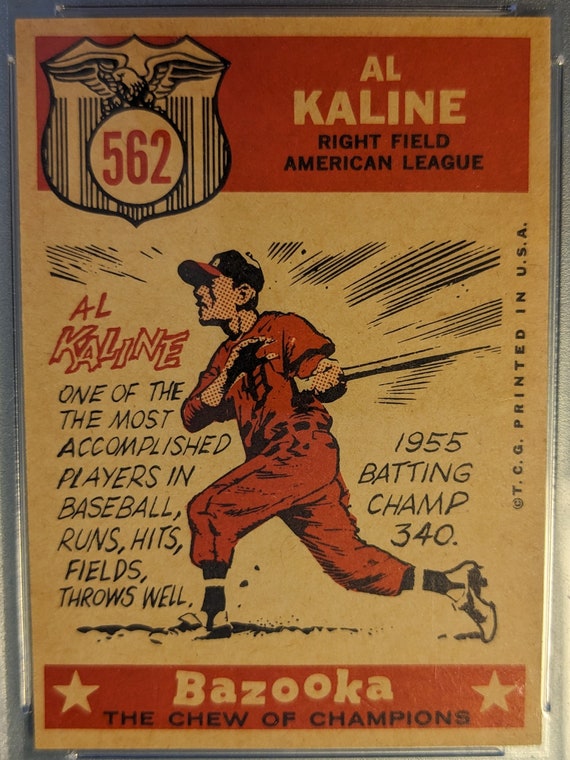 562
AL
KALINE
RIGHT FIELD
AMERICAN LEAGUE
AL
KALINE
ONE OF THE
THE MOST
ACCOMPLISHED
PLAYERS IN
BASEBALL,
RUNS, HITS,
FIELDS,
THROWS WELL.
1955
BATTING
CHAMP
340.
©T.C.G. PRINTED IN U.S.A.
Bazooka
THE CHEW OF CHAMPIONS